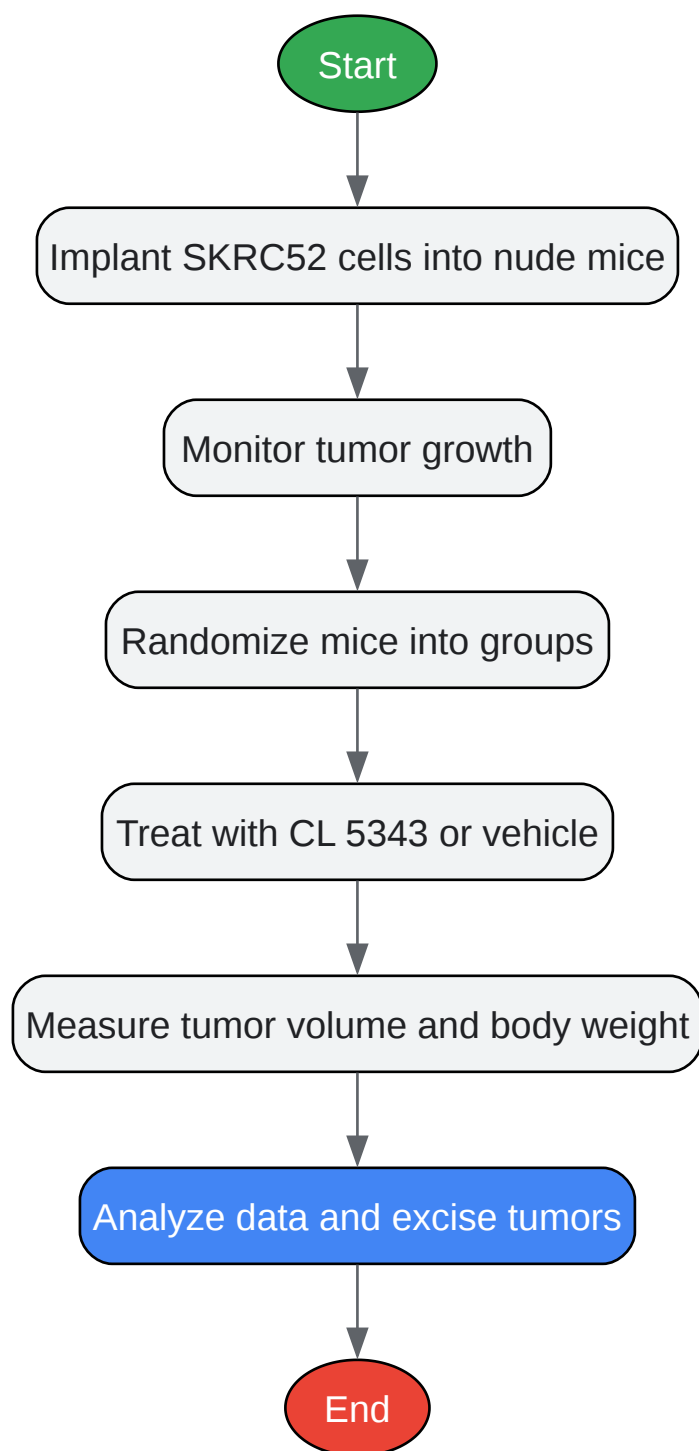 Start
Implant SKRC52 cells into nude mice
Monitor tumor growth
Randomize mice into groups
Treat with CL 5343 or vehicle
Measure tumor volume and body weight
Analyze data and excise tumors
End